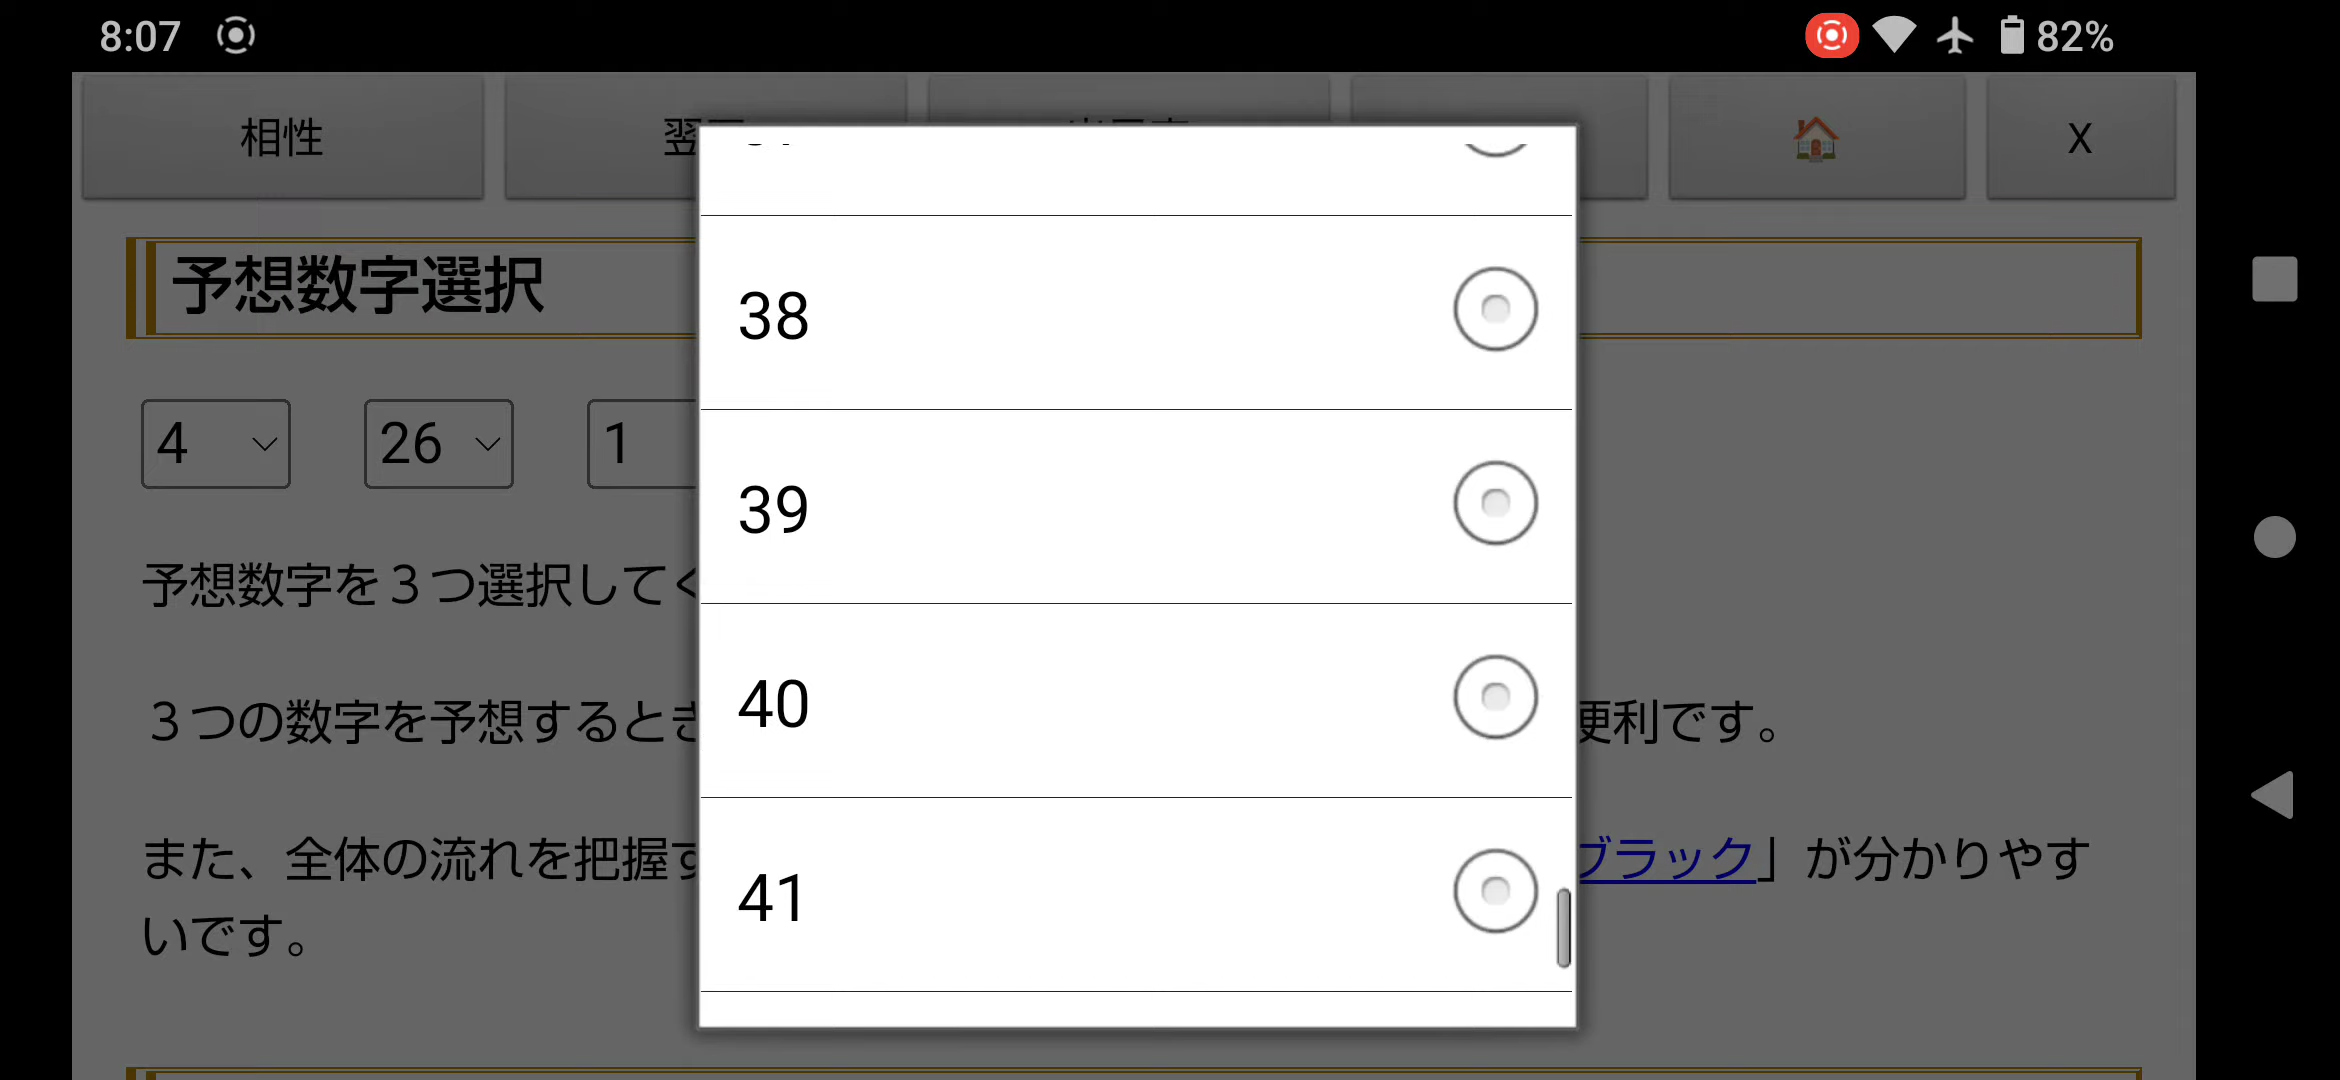 8:07 82%
相性 🏠 X
予想数字選択
4 26 1
予想数字を３つ選択して
３つの数字を予想すると 便利です。
また、全体の流れを把握 ブラック」が分かりやす
いです。
38
39
40
41